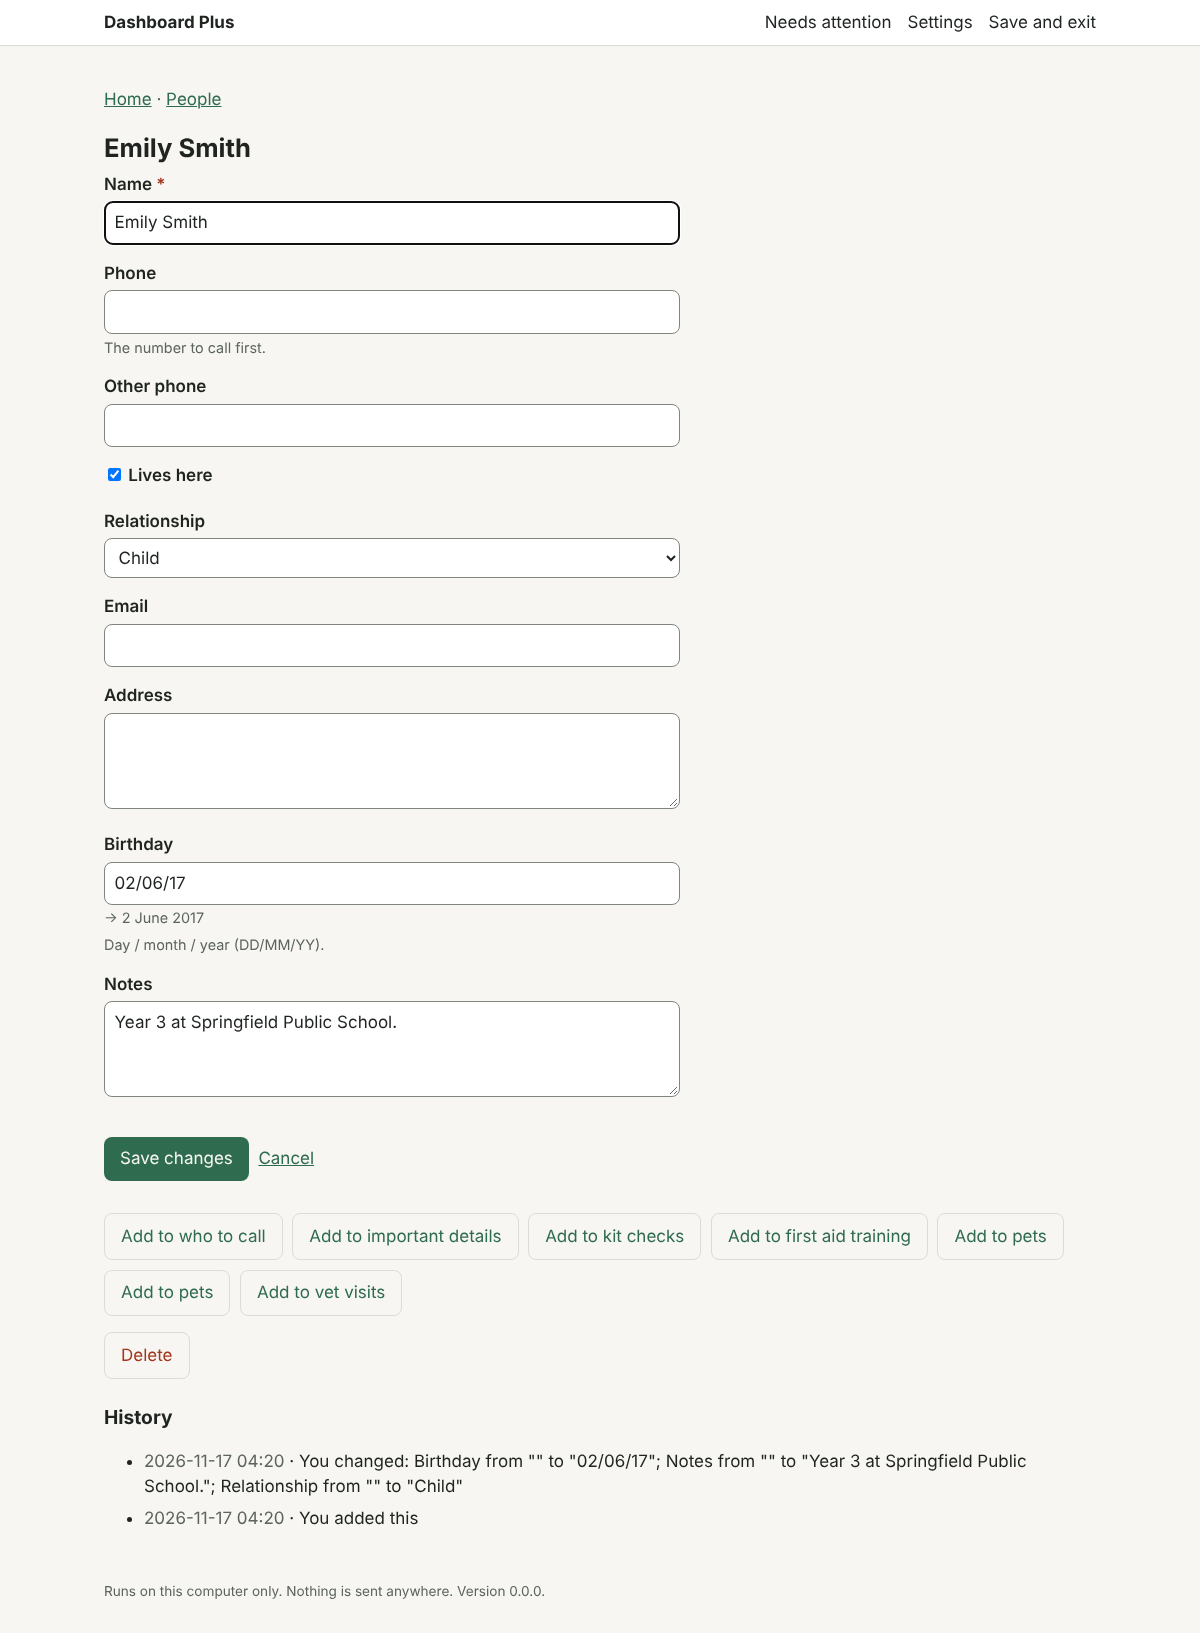 Dashboard Plus
Needs attention Settings Save and exit
Home · People
Emily Smith
Name *
Emily Smith
Phone
The number to call first.
Other phone
Lives here
Relationship
Child
Email
Address
Birthday
02/06/17
→ 2 June 2017
Day / month / year (DD/MM/YY).
Notes
Year 3 at Springfield Public School.
Save changes Cancel
Add to who to call Add to important details Add to kit checks Add to first aid training Add to pets
Add to pets Add to vet visits
Delete
History
2026-11-17 04:20 · You changed: Birthday from "" to "02/06/17"; Notes from "" to "Year 3 at Springfield Public
School."; Relationship from "" to "Child"
2026-11-17 04:20 · You added this
Runs on this computer only. Nothing is sent anywhere. Version 0.0.0.